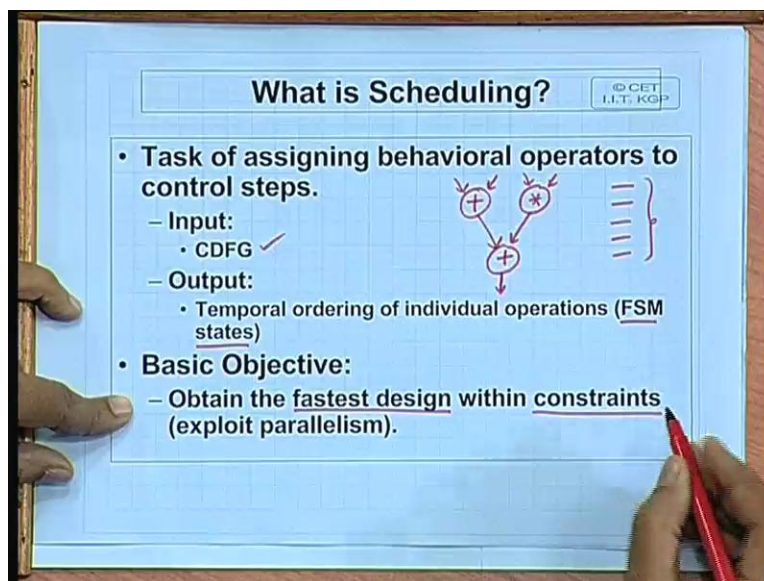 What is Scheduling?
© CET
I.I.T. KGP
• Task of assigning behavioral operators to
control steps.
– Input:
• CDFG
– Output:
• Temporal ordering of individual operations (FSM
states)
• Basic Objective:
– Obtain the fastest design within constraints
(exploit parallelism).
+
*
+